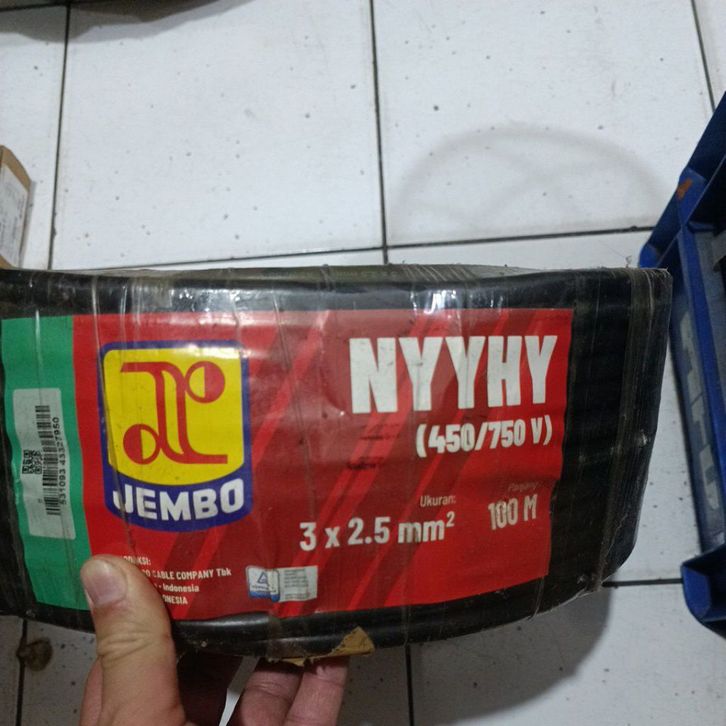 NYYHY
(450/750 V)
JEMBO
Ukuran:
3 x 2.5 mm²
Panjang:
100 M
CABLE COMPANY Tbk
- Indonesia